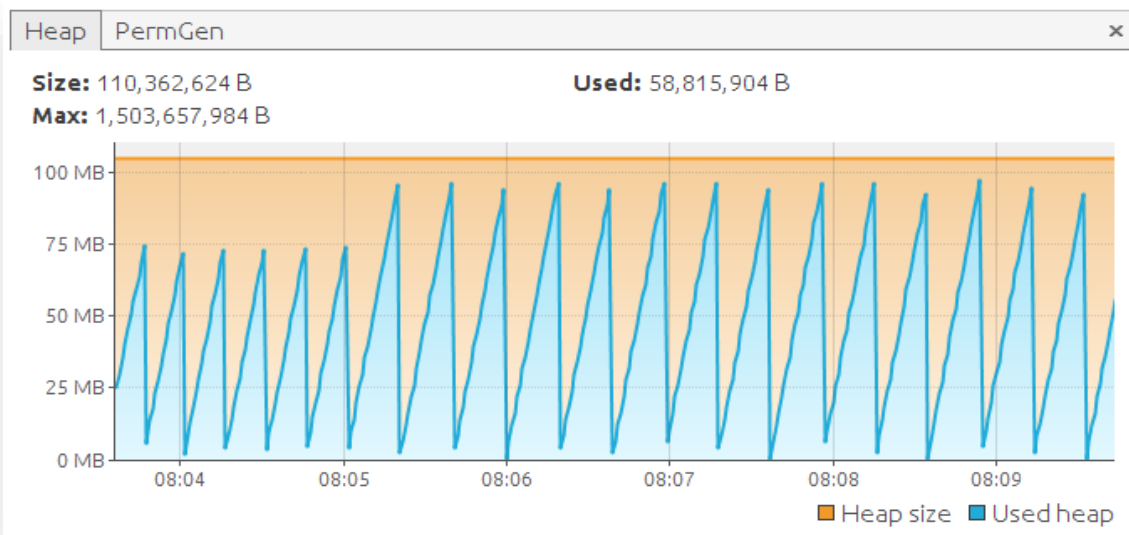 Heap PermGen ×
Size: 110,362,624 B Used: 58,815,904 B
Max: 1,503,657,984 B
100 MB
75 MB
50 MB
25 MB
0 MB
08:04 08:05 08:06 08:07 08:08 08:09
Heap size Used heap